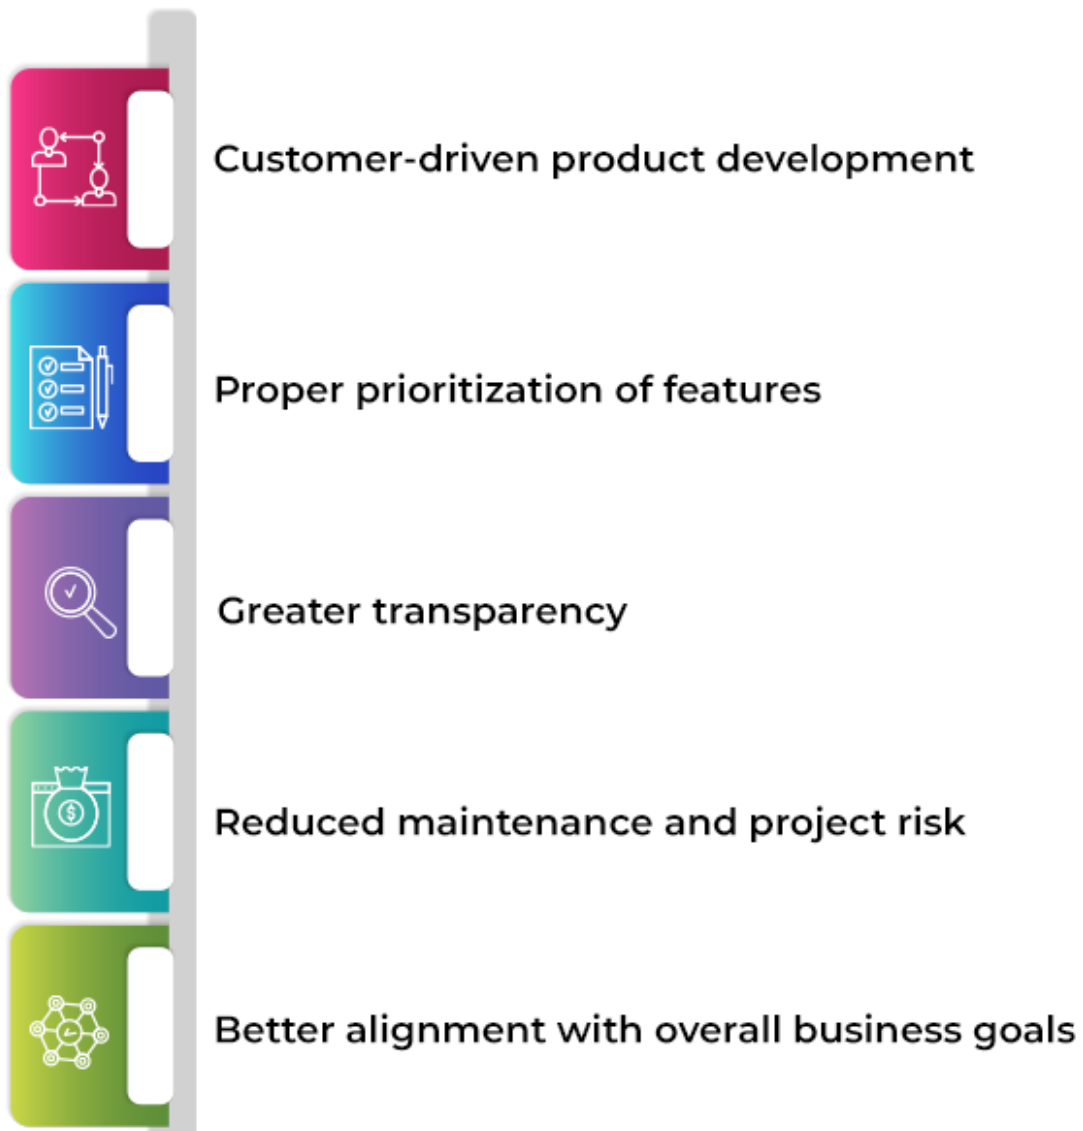 Customer-driven product development
Proper prioritization of features
Greater transparency
$
Reduced maintenance and project risk
Better alignment with overall business goals